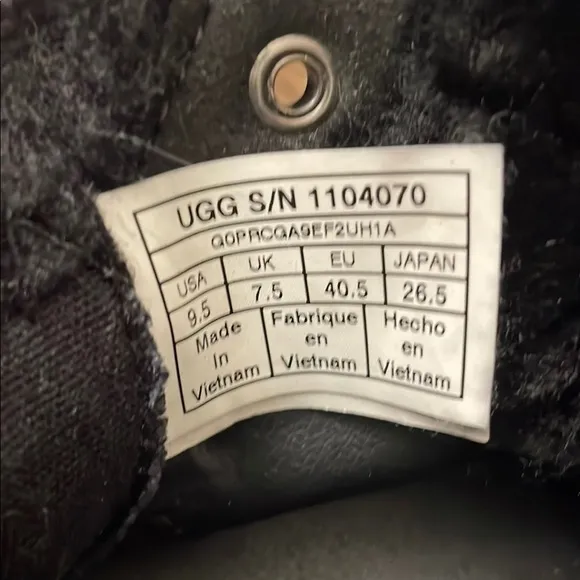 UGG S/N 1104070
G0PRCGA9EF2UH1A
USA UK EU JAPAN
9.5 7.5 40.5 26.5
Made Fabrique Hecho
In en en
Vietnam Vietnam Vietnam